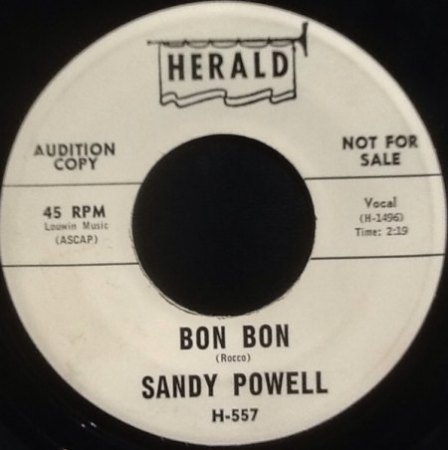 HERALD
AUDITION
COPY
NOT FOR
SALE
45 RPM
Louwin Music
(ASCAP)
Vocal
(H-1496)
Time: 2:19
BON BON
(Rocco)
SANDY POWELL
H-557